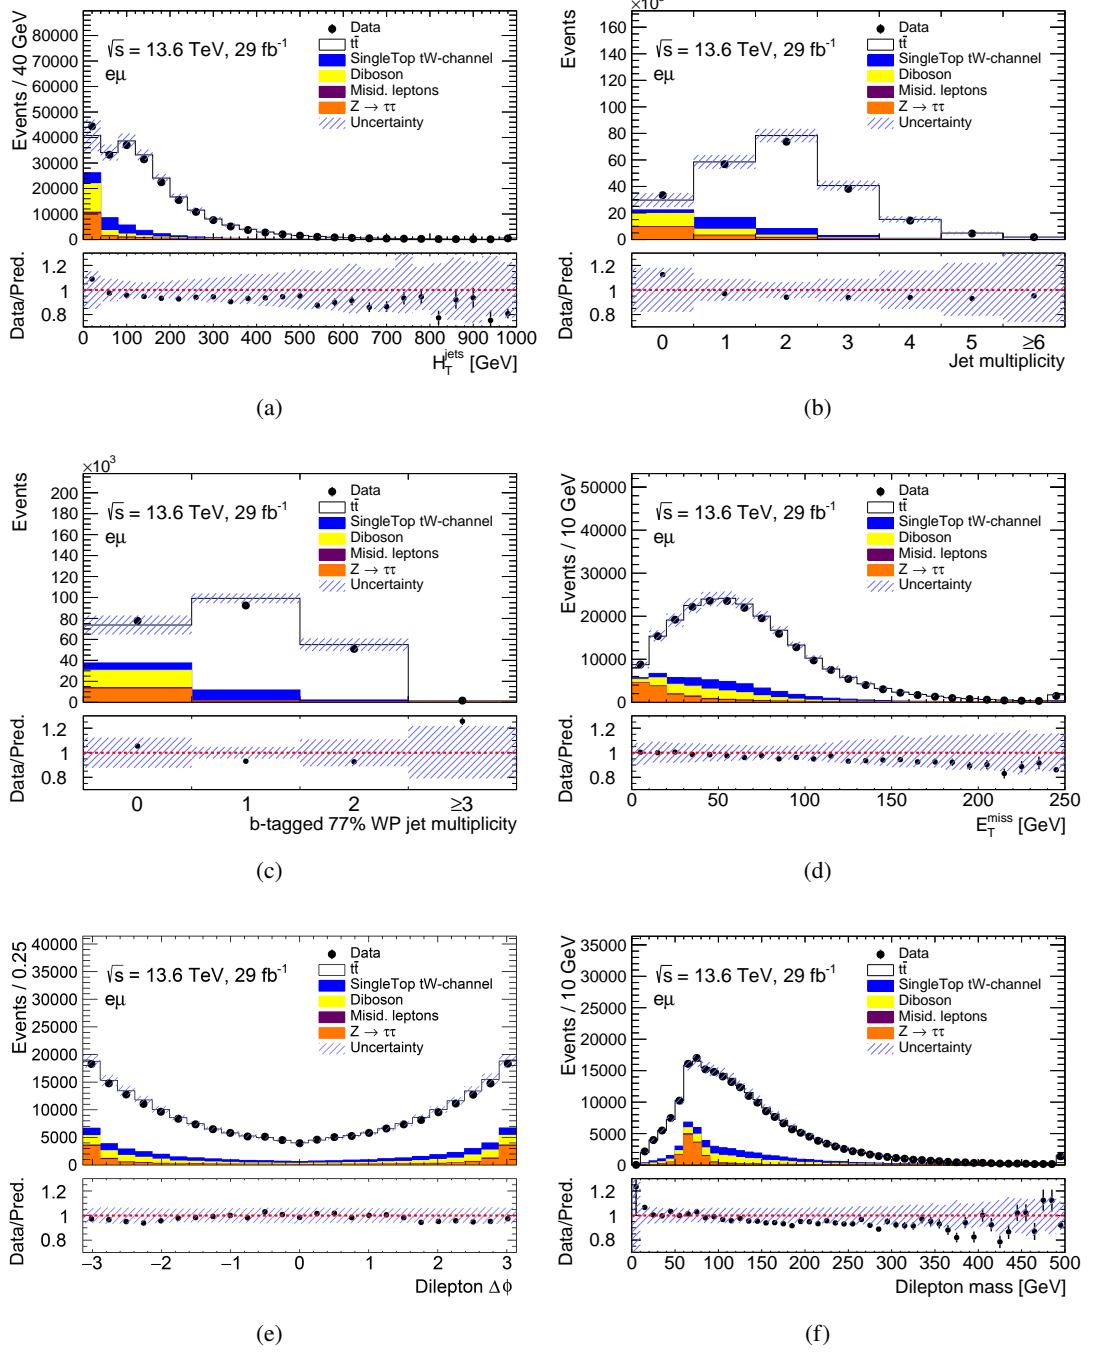 Events / 40 GeV
90000
80000
70000
60000
50000
40000
30000
20000
10000
0
√s = 13.6 TeV, 29 fb⁻¹
eμ
Data
tt̄
SingleTop tW-channel
Diboson
Misid. leptons
Z → ττ
Uncertainty
Data/Pred.
1.2
1
0.8
0 100 200 300 400 500 600 700 800 900 1000
H_T^jets [GeV]
(a)
Events
160
140
120
100
80
60
40
20
0
√s = 13.6 TeV, 29 fb⁻¹
eμ
Data
tt̄
SingleTop tW-channel
Diboson
Misid. leptons
Z → ττ
Uncertainty
Data/Pred.
1.2
1
0.8
0 1 2 3 4 5 ≥6
Jet multiplicity
(b)
×10³
Events
200
180
160
140
120
100
80
60
40
20
0
√s = 13.6 TeV, 29 fb⁻¹
eμ
Data
tt̄
SingleTop tW-channel
Diboson
Misid. leptons
Z → ττ
Uncertainty
Data/Pred.
1.2
1
0.8
0 1 2 ≥3
b-tagged 77% WP jet multiplicity
(c)
Events / 10 GeV
50000
40000
30000
20000
10000
0
√s = 13.6 TeV, 29 fb⁻¹
eμ
Data
tt̄
SingleTop tW-channel
Diboson
Misid. leptons
Z → ττ
Uncertainty
Data/Pred.
1.2
1
0.8
0 50 100 150 200 250
E_T^miss [GeV]
(d)
Events / 0.25
40000
35000
30000
25000
20000
15000
10000
5000
0
√s = 13.6 TeV, 29 fb⁻¹
eμ
Data
tt̄
SingleTop tW-channel
Diboson
Misid. leptons
Z → ττ
Uncertainty
Data/Pred.
1.2
1
0.8
−3 −2 −1 0 1 2 3
Dilepton Δϕ
(e)
Events / 10 GeV
35000
30000
25000
20000
15000
10000
5000
0
√s = 13.6 TeV, 29 fb⁻¹
eμ
Data
tt̄
SingleTop tW-channel
Diboson
Misid. leptons
Z → ττ
Uncertainty
Data/Pred.
1.2
1
0.8
0 50 100 150 200 250 300 350 400 450 500
Dilepton mass [GeV]
(f)